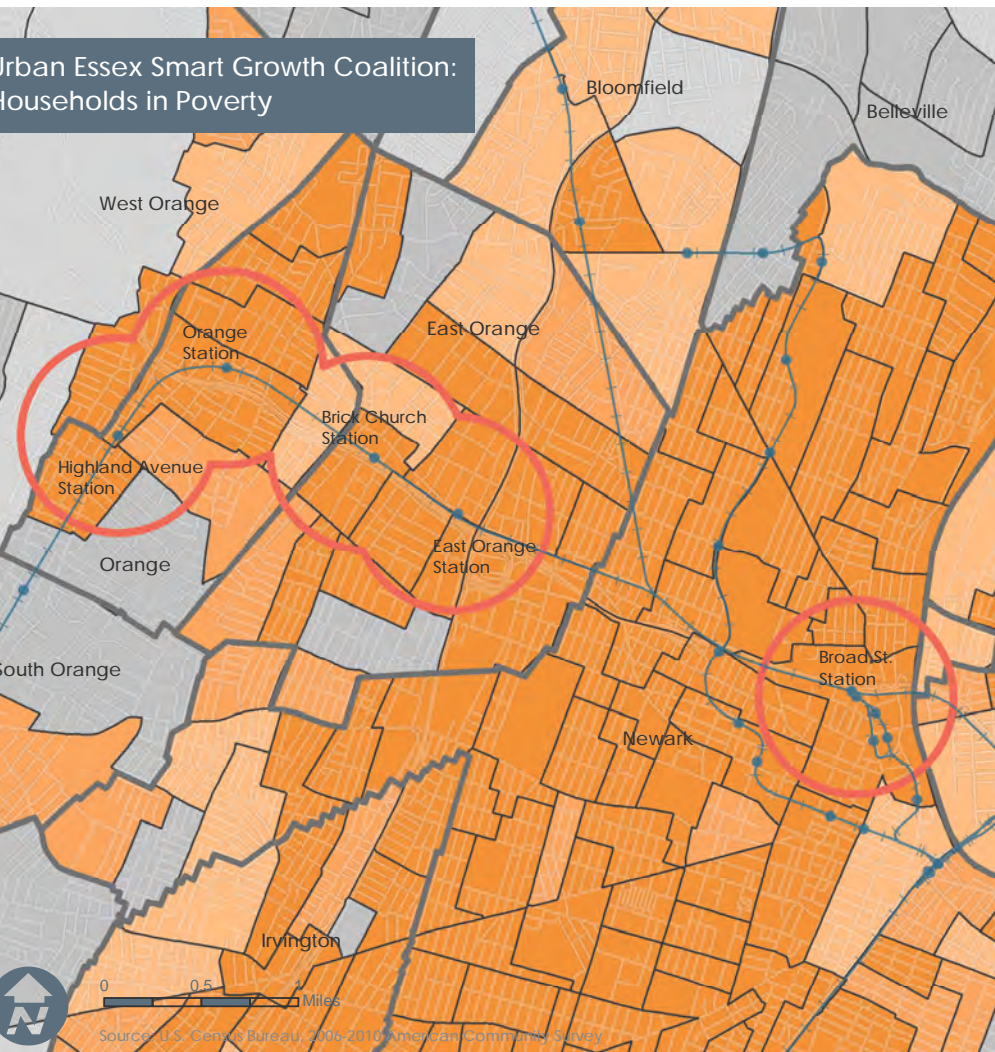 Urban Essex Smart Growth Coalition:
Households in Poverty
Bloomfield
Belleville
West Orange
Orange
Station
East Orange
Brick Church
Station
Highland Avenue
Station
East Orange
Station
Orange
South Orange
Broad St.
Station
Newark
Irvington
0 0.5 1
Miles
N
Source: U.S. Census Bureau, 2006-2010 American Community Survey